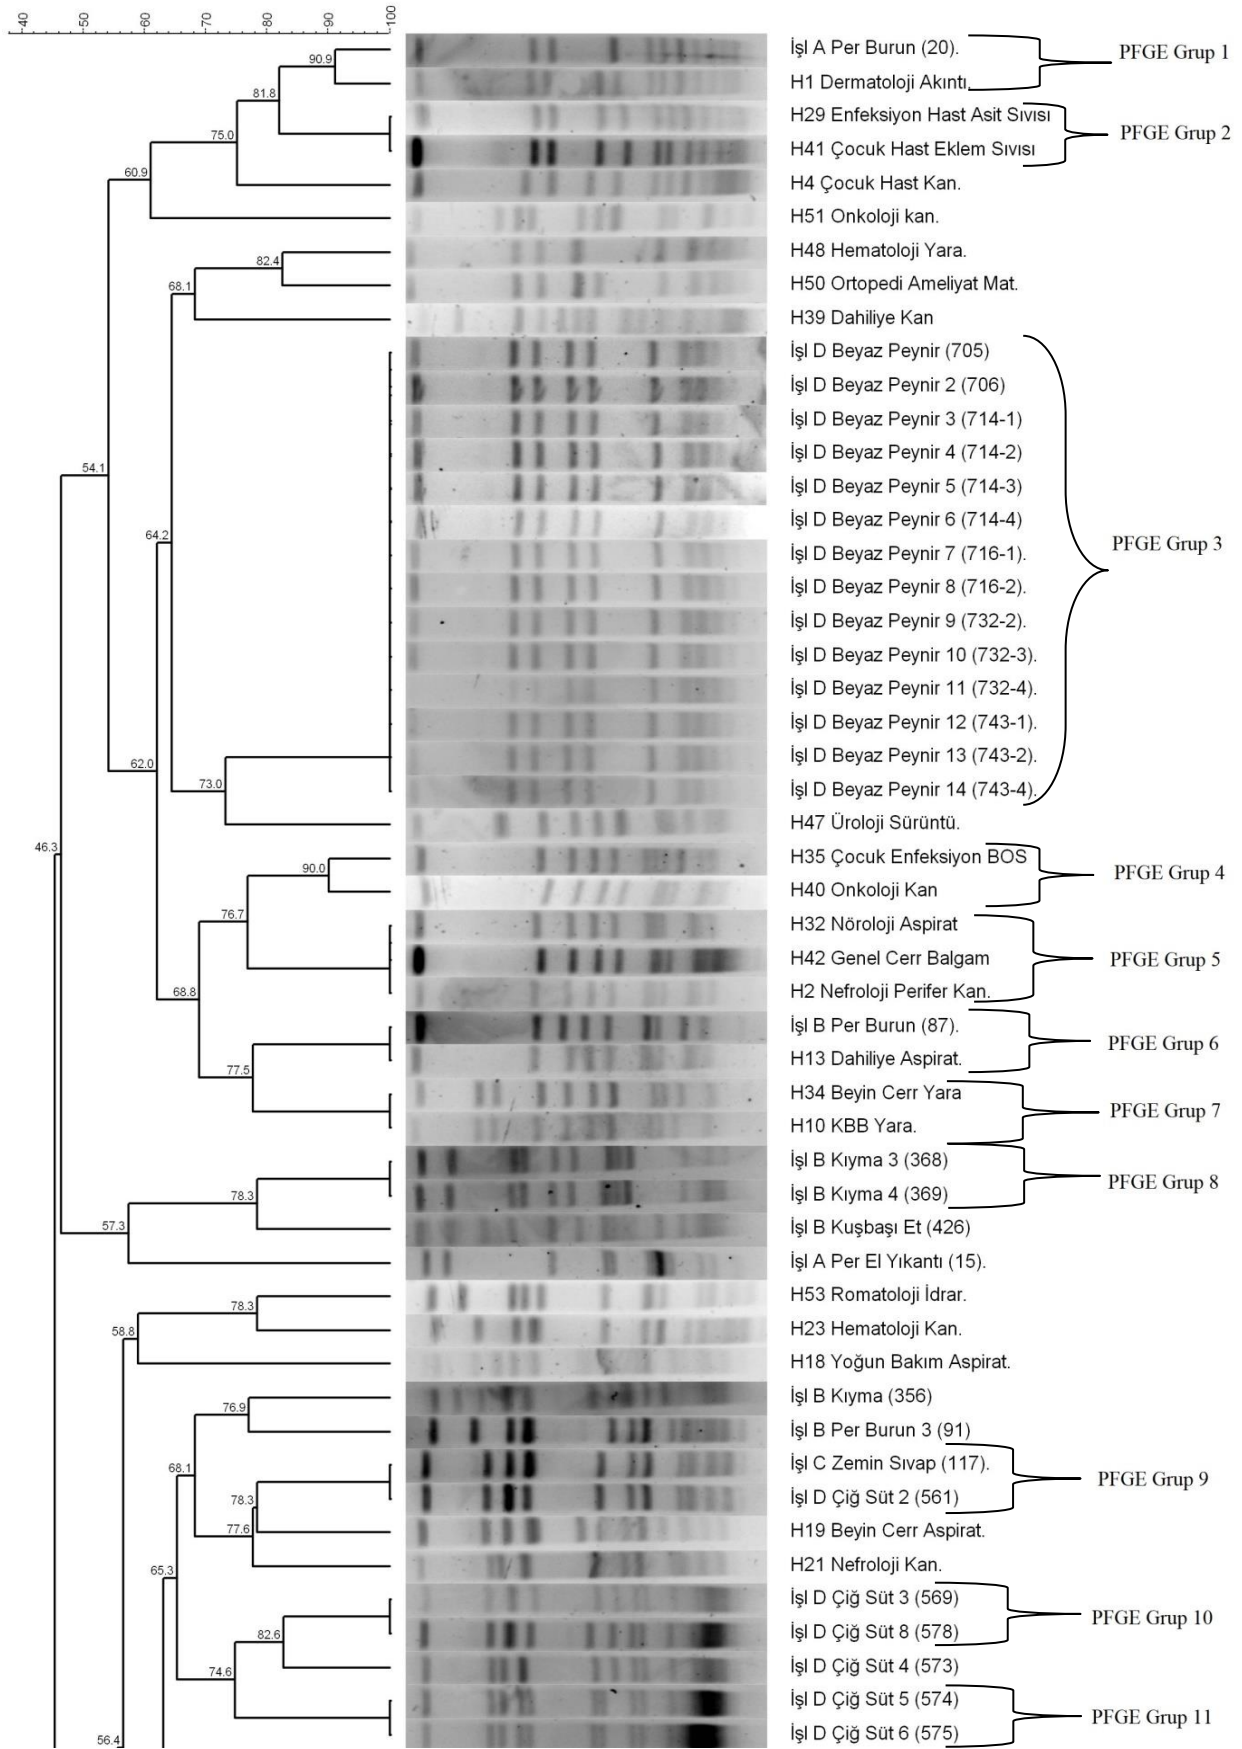 40 50 60 70 80 90 100
İşl A Per Burun (20).
PFGE Grup 1
90.9
H1 Dermatoloji Akıntı.
81.8
H29 Enfeksiyon Hast Asit Sıvısı
PFGE Grup 2
75.0
H41 Çocuk Hast Eklem Sıvısı
60.9
H4 Çocuk Hast Kan.
H51 Onkoloji kan.
H48 Hematoloji Yara.
82.4
H50 Ortopedi Ameliyat Mat.
68.1
H39 Dahiliye Kan
İşl D Beyaz Peynir (705)
İşl D Beyaz Peynir 2 (706)
İşl D Beyaz Peynir 3 (714-1)
İşl D Beyaz Peynir 4 (714-2)
54.1
İşl D Beyaz Peynir 5 (714-3)
İşl D Beyaz Peynir 6 (714-4)
64.2
PFGE Grup 3
İşl D Beyaz Peynir 7 (716-1).
İşl D Beyaz Peynir 8 (716-2).
İşl D Beyaz Peynir 9 (732-2).
İşl D Beyaz Peynir 10 (732-3).
İşl D Beyaz Peynir 11 (732-4).
İşl D Beyaz Peynir 12 (743-1).
İşl D Beyaz Peynir 13 (743-2).
62.0
73.0
İşl D Beyaz Peynir 14 (743-4).
H47 Üroloji Sürüntü.
46.3
H35 Çocuk Enfeksiyon BOS
90.0
PFGE Grup 4
H40 Onkoloji Kan
76.7
H32 Nöroloji Aspirat
H42 Genel Cerr Balgam
PFGE Grup 5
68.8
H2 Nefroloji Perifer Kan.
İşl B Per Burun (87).
PFGE Grup 6
H13 Dahiliye Aspirat.
77.5
H34 Beyin Cerr Yara
PFGE Grup 7
H10 KBB Yara.
İşl B Kıyma 3 (368)
PFGE Grup 8
78.3
İşl B Kıyma 4 (369)
57.3
İşl B Kuşbaşı Et (426)
İşl A Per El Yıkantı (15).
H53 Romatoloji İdrar.
78.3
58.8
H23 Hematoloji Kan.
H18 Yoğun Bakım Aspirat.
İşl B Kıyma (356)
76.9
İşl B Per Burun 3 (91)
68.1
İşl C Zemin Sıvap (117).
PFGE Grup 9
78.3
İşl D Çiğ Süt 2 (561)
77.6
H19 Beyin Cerr Aspirat.
H21 Nefroloji Kan.
65.3
İşl D Çiğ Süt 3 (569)
PFGE Grup 10
82.6
İşl D Çiğ Süt 8 (578)
74.6
İşl D Çiğ Süt 4 (573)
İşl D Çiğ Süt 5 (574)
PFGE Grup 11
56.4
İşl D Çiğ Süt 6 (575)